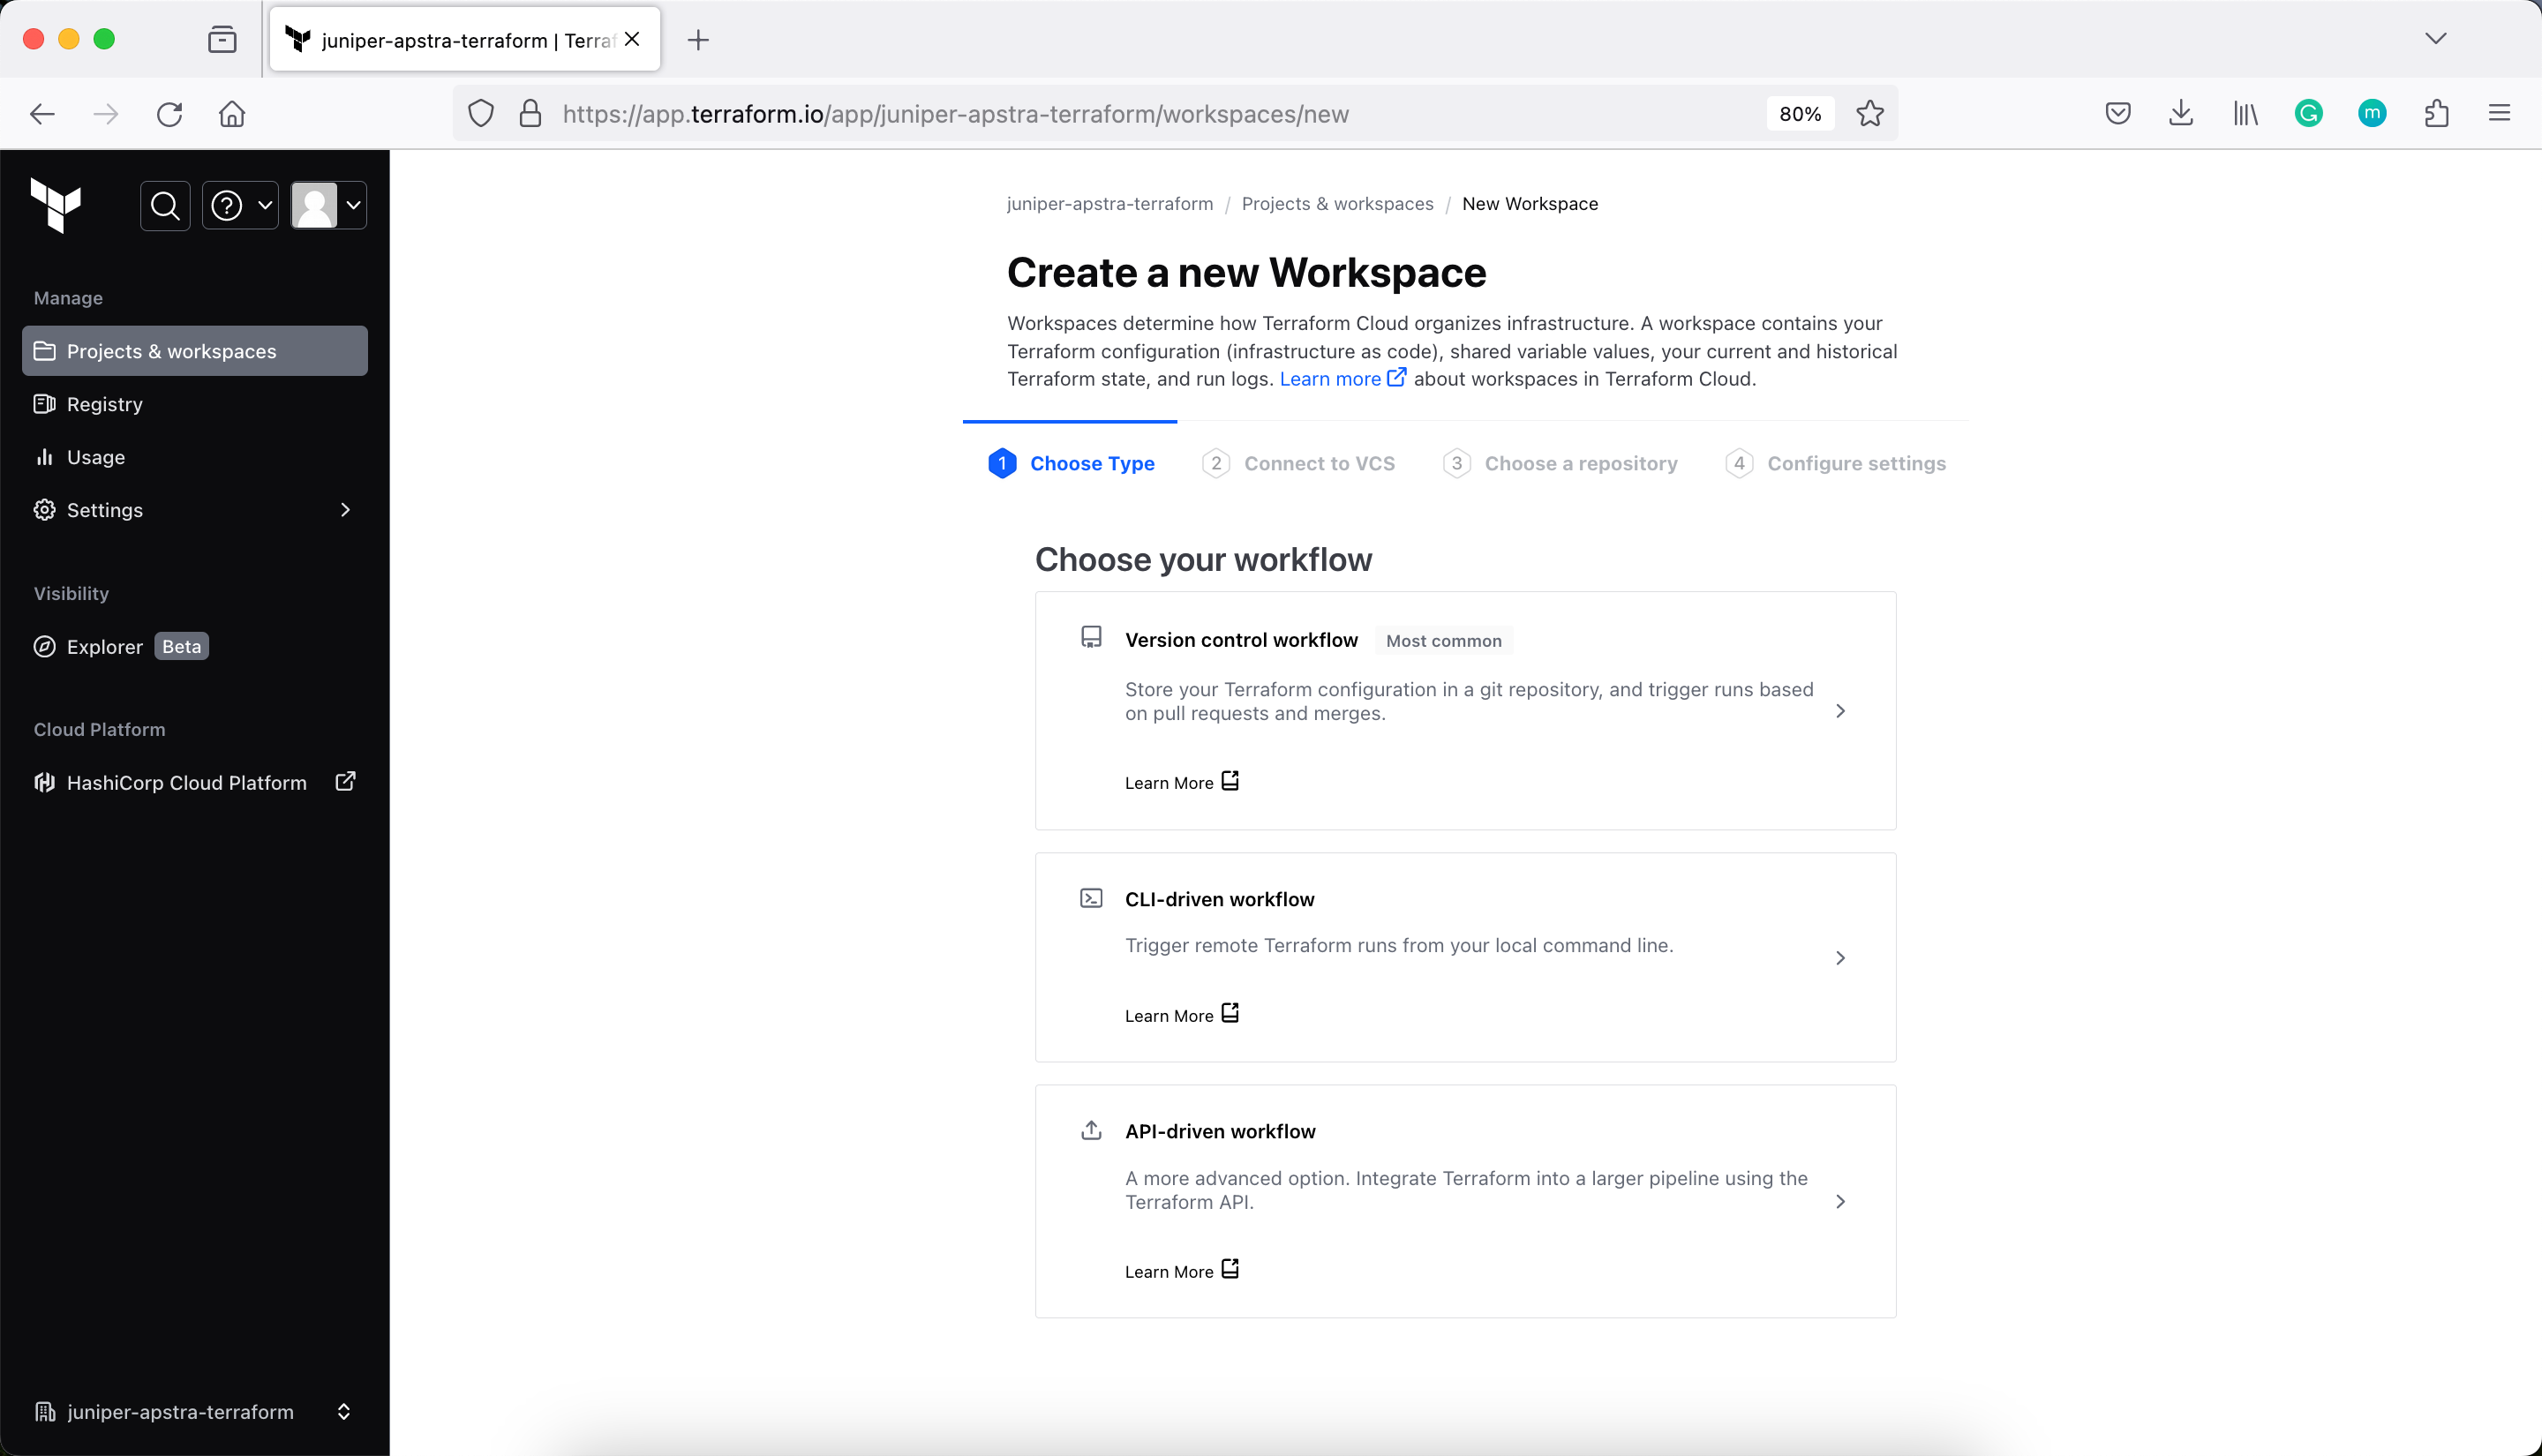 juniper-apstra-terraform | Terraf
https://app.terraform.io/app/juniper-apstra-terraform/workspaces/new
80%
G
m
Manage
Projects & workspaces
Registry
Usage
Settings
Visibility
Explorer Beta
Cloud Platform
HashiCorp Cloud Platform
juniper-apstra-terraform
juniper-apstra-terraform / Projects & workspaces / New Workspace
Create a new Workspace
Workspaces determine how Terraform Cloud organizes infrastructure. A workspace contains your
Terraform configuration (infrastructure as code), shared variable values, your current and historical
Terraform state, and run logs. Learn more about workspaces in Terraform Cloud.
1 Choose Type 2 Connect to VCS 3 Choose a repository 4 Configure settings
Choose your workflow
Version control workflow Most common
Store your Terraform configuration in a git repository, and trigger runs based
on pull requests and merges.
Learn More
CLI-driven workflow
Trigger remote Terraform runs from your local command line.
Learn More
API-driven workflow
A more advanced option. Integrate Terraform into a larger pipeline using the
Terraform API.
Learn More